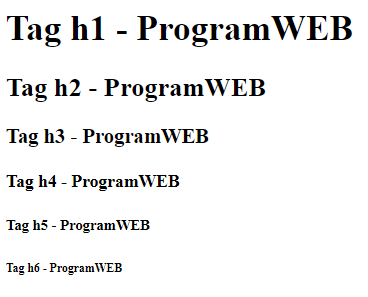 Tag h1 - ProgramWEB
Tag h2 - ProgramWEB
Tag h3 - ProgramWEB
Tag h4 - ProgramWEB
Tag h5 - ProgramWEB
Tag h6 - ProgramWEB